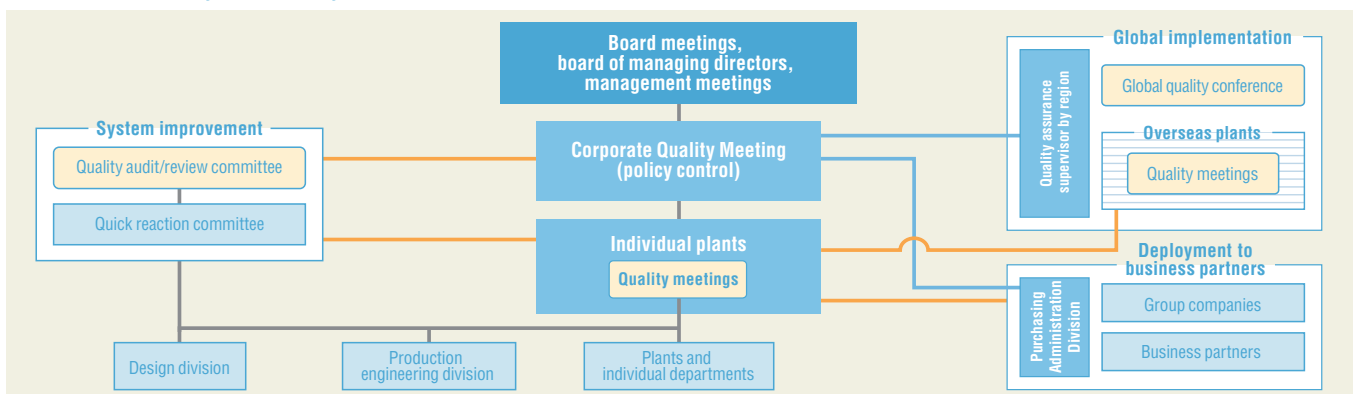 Board meetings,
board of managing directors,
management meetings
System improvement
Quality audit/review committee
Quick reaction committee
Corporate Quality Meeting
(policy control)
Individual plants
Quality meetings
Design division
Production
engineering division
Plants and
individual departments
Global implementation
Quality assurance
supervisor by region
Global quality conference
Overseas plants
Quality meetings
Deployment to
business partners
Purchasing
Administration
Division
Group companies
Business partners